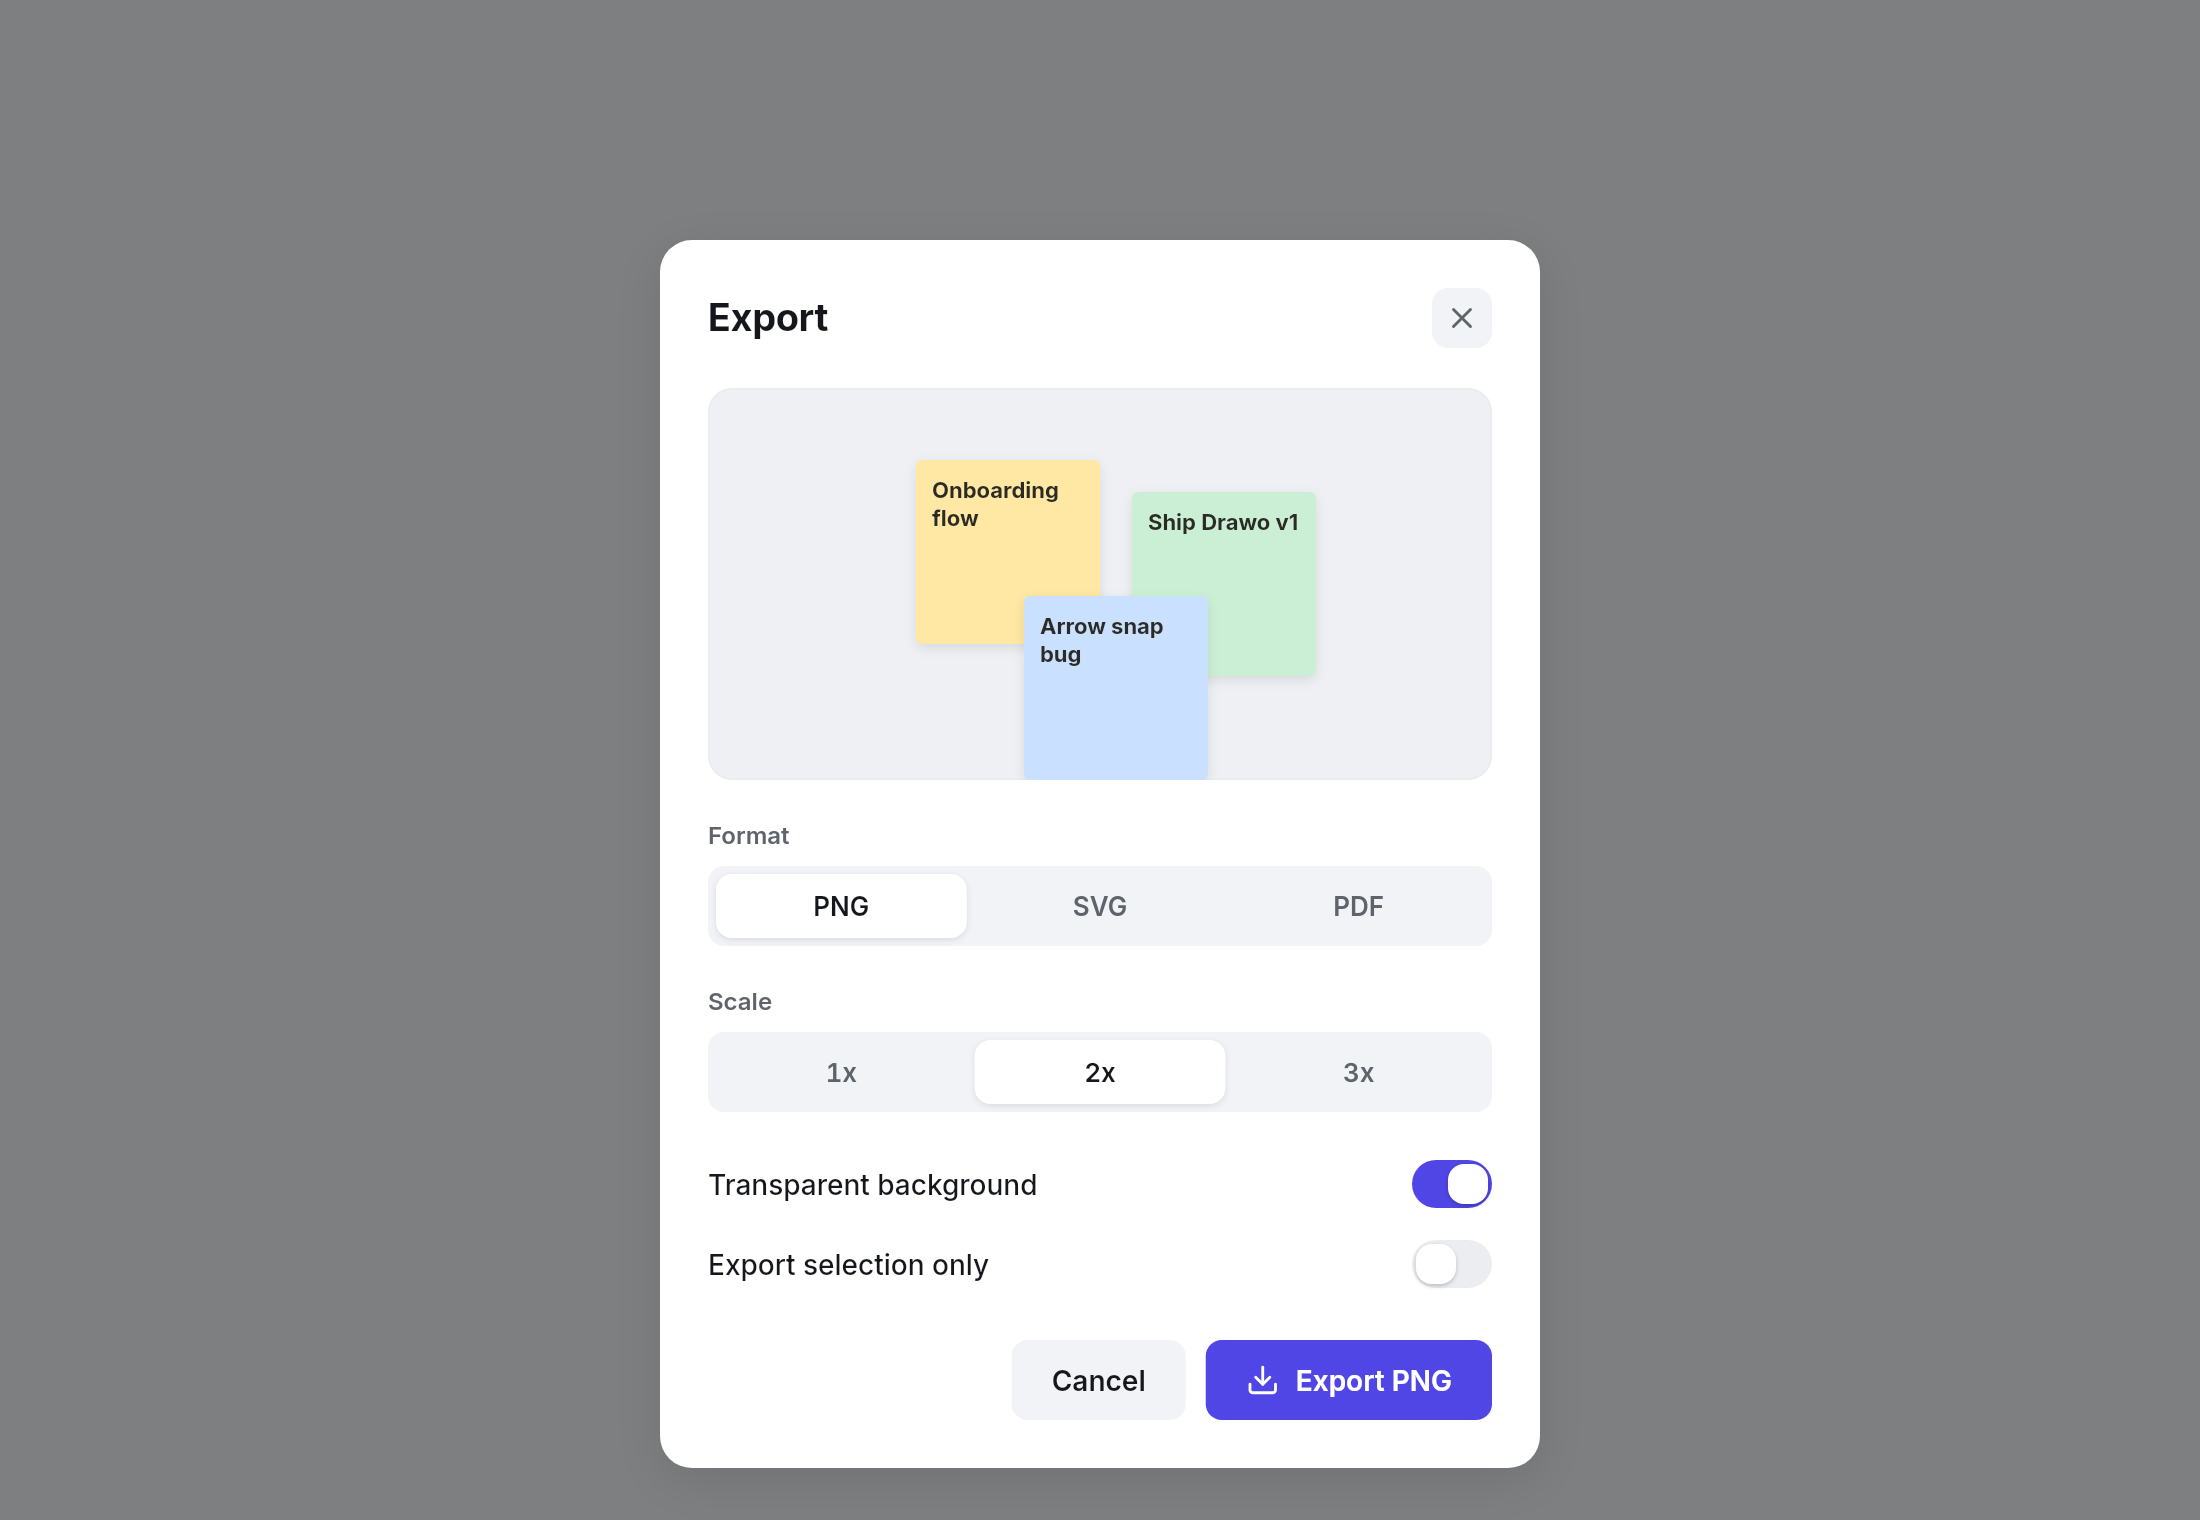 Export
Onboarding
flow
Ship Drawo v1
Arrow snap
bug
Format
PNG
SVG
PDF
Scale
1x
2x
3x
Transparent background
Export selection only
Cancel
Export PNG